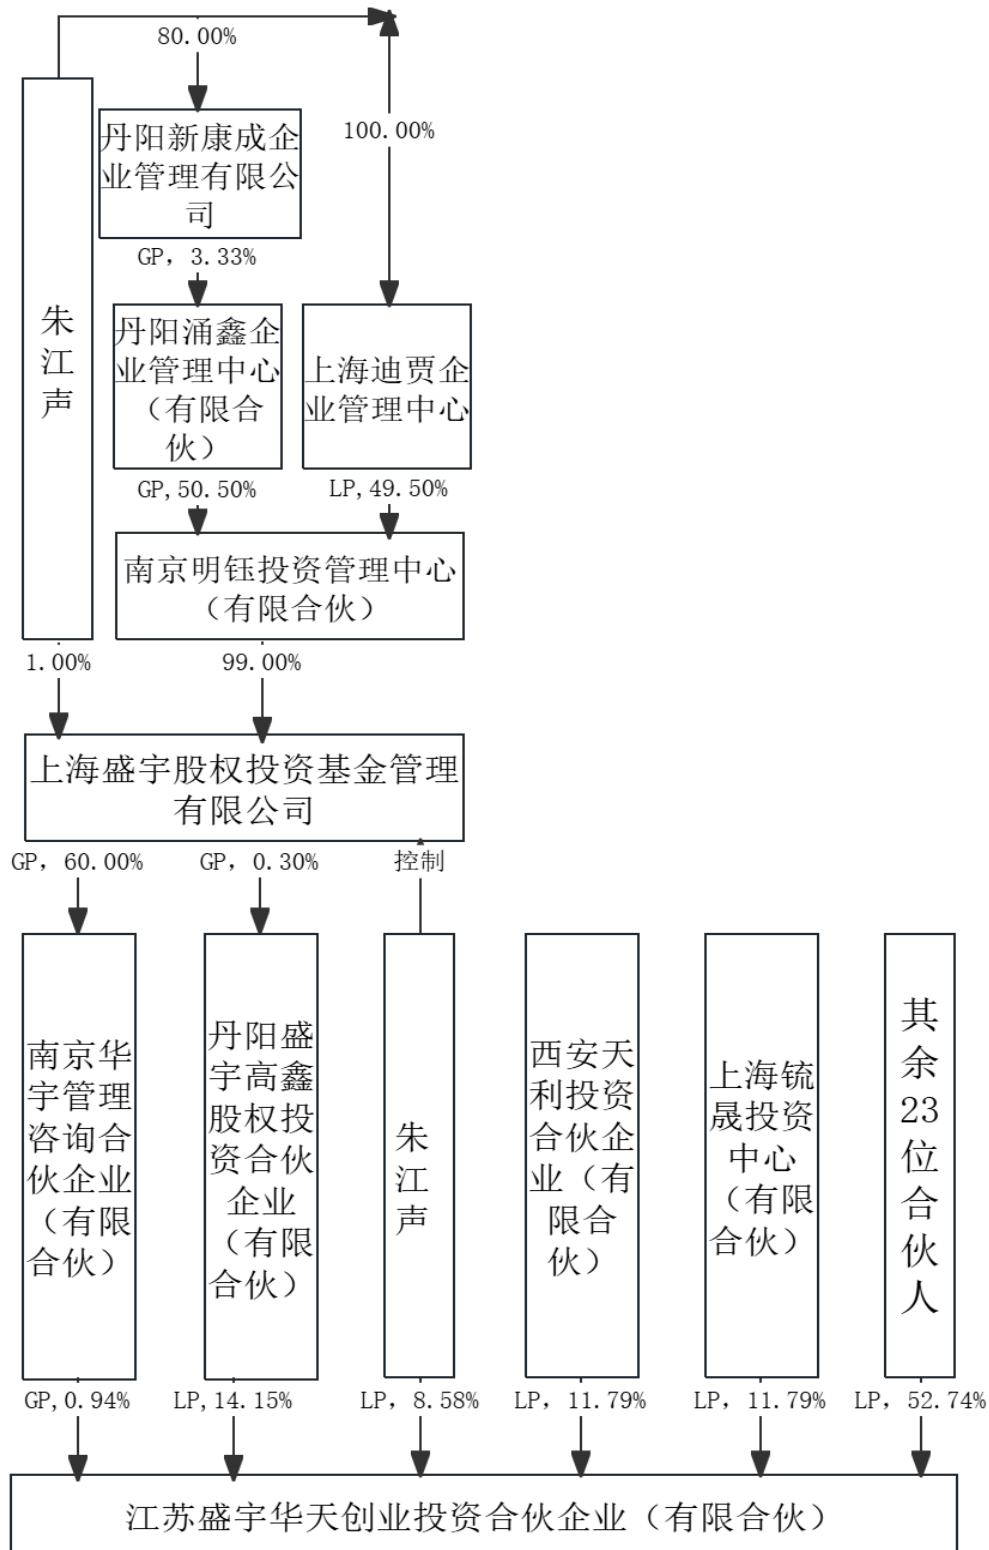 80.00%
100.00%
丹阳新康成企
业管理有限公
司
GP，3.33%
朱
江
声
丹阳涌鑫企
业管理中心
（有限合
伙）
上海迪贾企
业管理中心
GP,50.50%
LP,49.50%
南京明钰投资管理中心
（有限合伙）
1.00%
99.00%
上海盛宇股权投资基金管理
有限公司
GP，60.00%
GP，0.30%
控制
南京华
宇管理
咨询合
伙企业
（有限
合伙）
丹阳盛
宇高鑫
股权投
资合伙
企业
（有限
合伙）
朱
江
声
西安天
利投资
合伙企
业（有
限合
伙）
上海锍
晟投资
中心
（有限
合伙）
其
余
23
位
合
伙
人
GP,0.94%
LP,14.15%
LP，8.58%
LP，11.79%
LP，11.79%
LP，52.74%
江苏盛宇华天创业投资合伙企业（有限合伙）